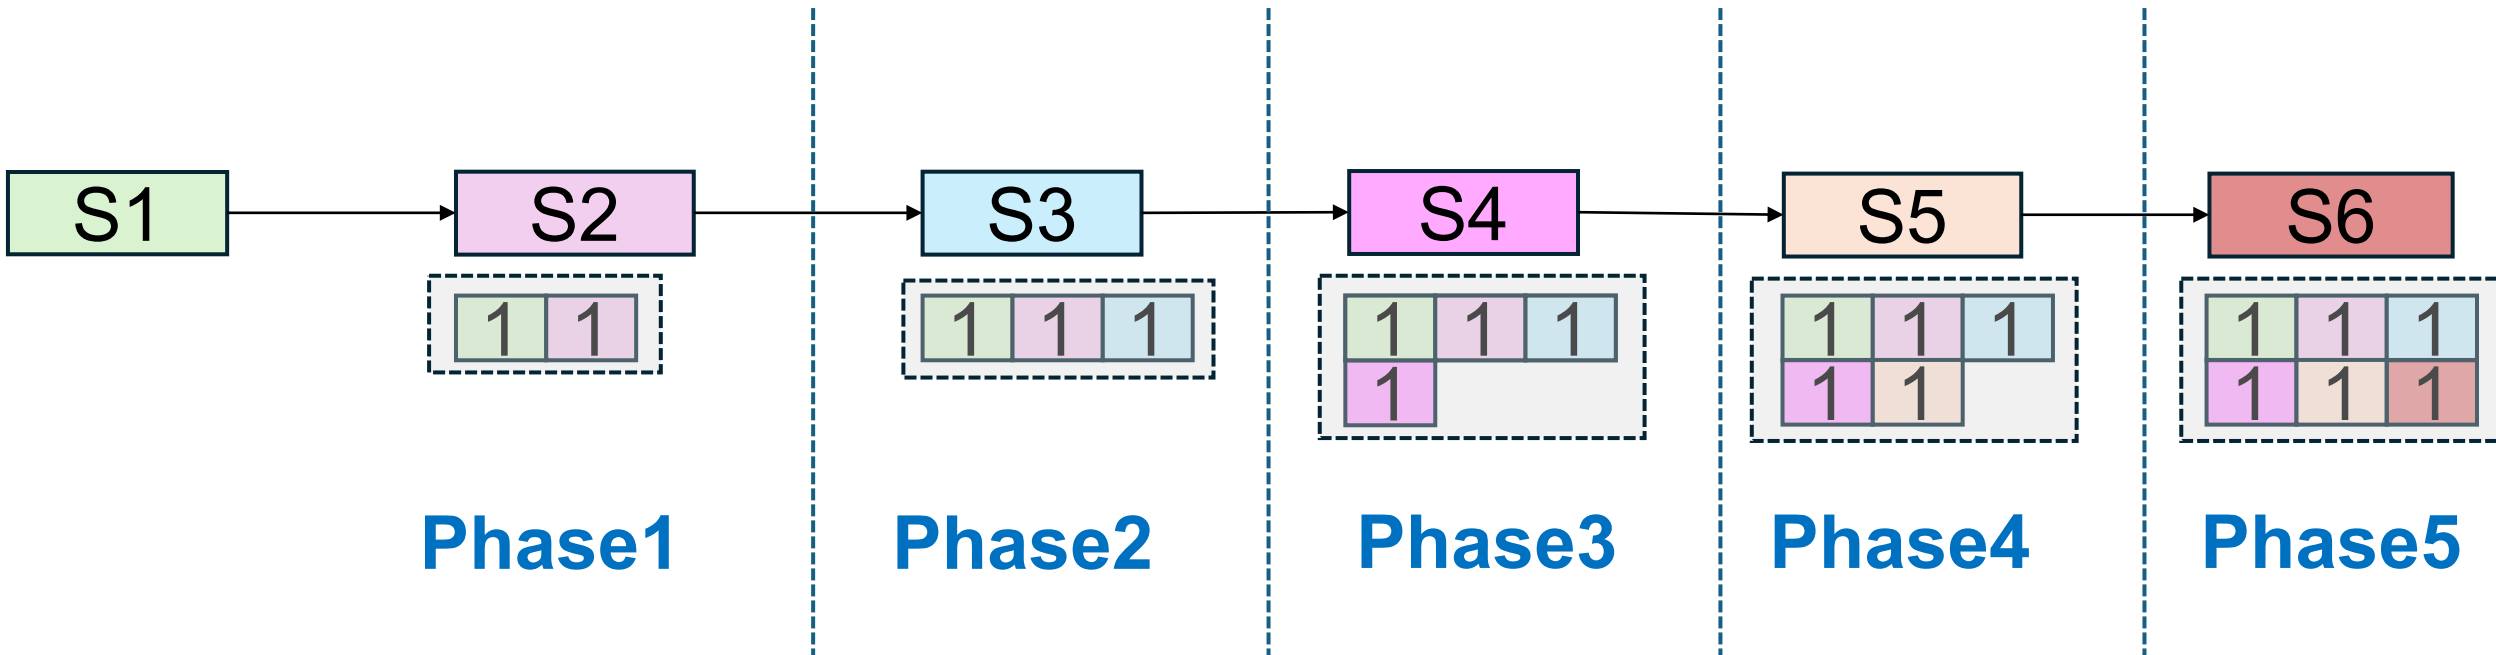 S1 S2 S3 S4 S5 S6
1 1 1 1 1 1 1 1 1 1 1 1 1 1
1 1 1 1 1 1
Phase1 Phase2 Phase3 Phase4 Phase5